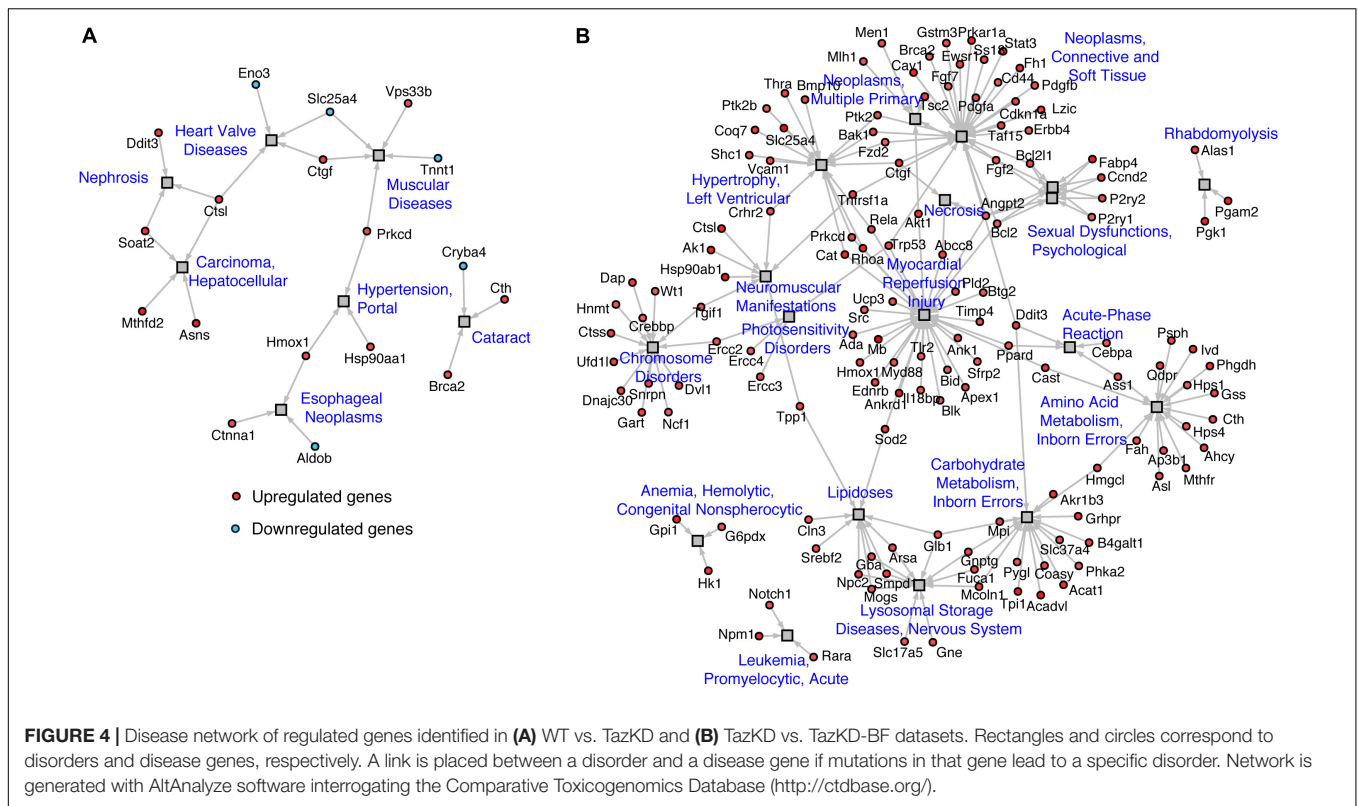 A
Eno3
Slc25a4
Vps33b
Ddit3
Heart Valve
Diseases
Ctgf
Tnnt1
Nephrosis
Muscular
Diseases
Ctsl
Soat2
Prkcd
Cryba4
Carcinoma,
Hepatocellular
Hypertension,
Portal
Cth
Mthfd2
Asns
Cataract
Hmox1
Hsp90aa1
Brca2
Esophageal
Neoplasms
Ctnna1
Aldob
Upregulated genes
Downregulated genes
B
Men1
Gstm3
Prkar1a
Mlh1
Brca2
Ewsr1
Ss18
Stat3
Neoplasms,
Connective and
Soft Tissue
Cav1
Fgf7
Fh1
Cd44
Pdgfb
Thra
Bmp10
Neoplasms,
Multiple Primary
Tsc2
Pdgfa
Cdkn1a
Lzic
Ptk2b
Ptk2
Taf15
Erbb4
Coq7
Slc25a4
Bak1
Fzd2
Rhabdomyolysis
Alas1
Shc1
Vcam1
Ctgf
Fgf2
Bcl2l1
Fabp4
Ccnd2
Hypertrophy,
Left Ventricular
Tnfrsf1a
P2ry2
Pgam2
Crhr2
Rela
Akt1
Necrosis
Angpt2
Bcl2
P2ry1
Pgk1
Sexual Dysfunctions,
Psychological
Ctsl
Ak1
Prkcd
Cat
Rhoa
Trp53
Abcc8
Myocardial
Reperfusion
Injury
Hsp90ab1
Neuromuscular
Manifestations
Dap
Wt1
Pld2
Btg2
Hnmt
Crebbp
Tgif1
Ucp3
Src
Timp4
Photosensitivity
Disorders
Ctss
Ddit3
Acute-Phase
Reaction
Ufd1l
Chromosome
Disorders
Ercc2
Ercc4
Ada
Mb
Tlr2
Ank1
Ppard
Cebpa
Psph
Ivd
Ercc3
Hmox1
Myd88
Sfrp2
Cast
Ass1
Qdpr
Phgdh
Dnajc30
Snrpn
Dvl1
Ednrb
Bid
Apex1
Hps1
Gss
Gart
Ncf1
Ankrd1
Il18bp
Blk
Amino Acid
Metabolism,
Inborn Errors
Tpp1
Cth
Sod2
Hps4
Fah
Ap3b1
Ahcy
Hmgcl
Asl
Mthfr
Carbohydrate
Metabolism,
Inborn Errors
Anemia, Hemolytic,
Congenital Nonspherocytic
Lipidoses
Akr1b3
Gpi1
G6pdx
Cln3
Mpi
Grhpr
Srebf2
Arsa
Glb1
Slc37a4
B4galt1
Hk1
Gba
Gnptg
Npc2
Smpd1
Fuca1
Pygl
Coasy
Phka2
Mogs
Mcoln1
Tpi1
Acadvl
Acat1
Notch1
Lysosomal Storage
Diseases, Nervous System
Npm1
Rara
Slc17a5
Gne
Leukemia,
Promyelocytic, Acute
FIGURE 4 | Disease network of regulated genes identified in (A) WT vs. TazKD and (B) TazKD vs. TazKD-BF datasets. Rectangles and circles correspond to
disorders and disease genes, respectively. A link is placed between a disorder and a disease gene if mutations in that gene lead to a specific disorder. Network is
generated with AltAnalyze software interrogating the Comparative Toxicogenomics Database (http://ctdbase.org/).